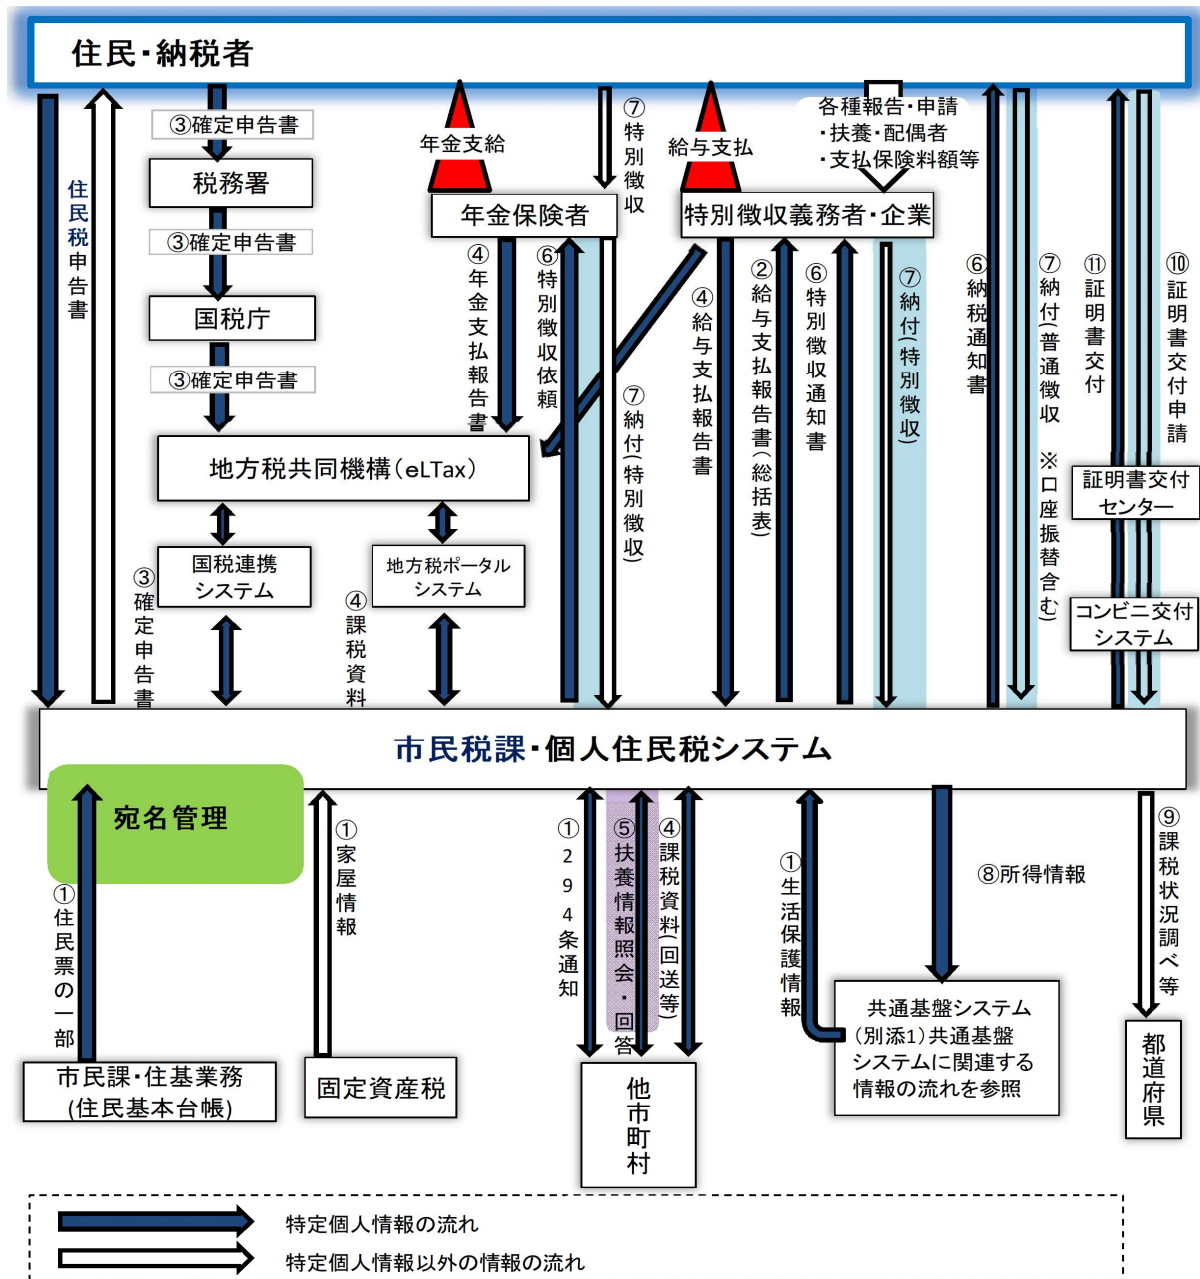 住民・納税者
③確定申告書
税務署
③確定申告書
国税庁
③確定申告書
住民税申告書
年金支給
⑦特別徴収
給与支払
各種報告・申請
・扶養・配偶者
・支払保険料額等
年金保険者
特別徴収義務者・企業
④年金支払報告書
⑥特別徴収依頼
⑦納付(特別徴収)
④給与支払報告書
②給与支払報告書(総括表)
⑥特別徴収通知書
⑦納付(特別徴収)
⑥納税通知書
⑦納付(普通徴収 ※口座振替含む)
⑪証明書交付
⑩証明書交付申請
地方税共同機構(eLTax)
証明書交付
センター
国税連携
システム
地方税ポータル
システム
コンビニ交付
システム
③確定申告書
④課税資料
市民税課・個人住民税システム
宛名管理
①住民票の一部
①家屋情報
①294条通知
⑤扶養情報照会・回答
④課税資料(回送等)
①生活保護情報
⑧所得情報
⑨課税状況調べ等
市民課・住基業務
(住民基本台帳)
固定資産税
他市町村
共通基盤システム
(別添1)共通基盤
システムに関連する
情報の流れを参照
都道府県
特定個人情報の流れ
特定個人情報以外の情報の流れ